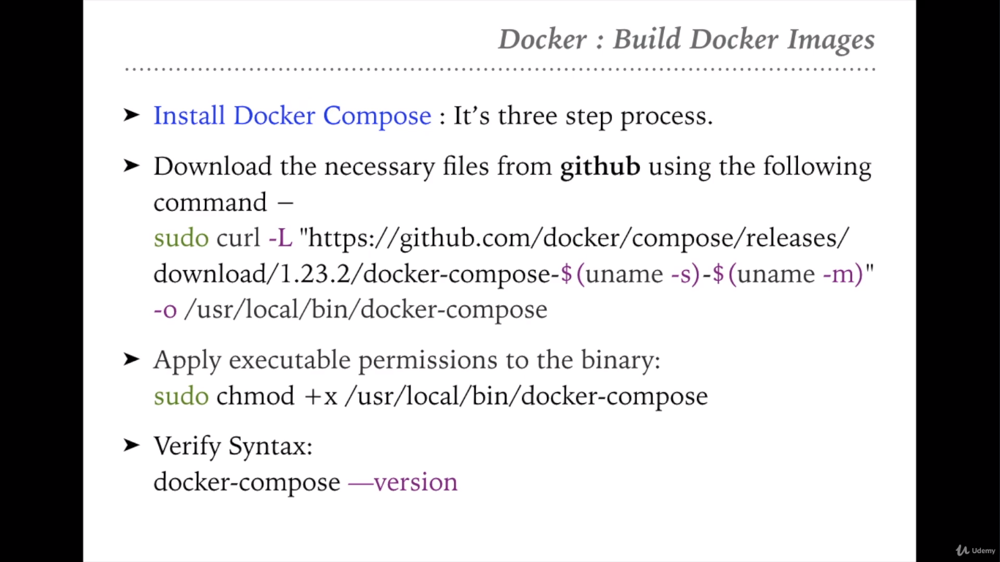 Docker : Build Docker Images
➤ Install Docker Compose : It’s three step process.
➤ Download the necessary files from github using the following
command –
sudo curl -L "https://github.com/docker/compose/releases/
download/1.23.2/docker-compose-$(uname -s)-$(uname -m)"
-o /usr/local/bin/docker-compose
➤ Apply executable permissions to the binary:
sudo chmod +x /usr/local/bin/docker-compose
➤ Verify Syntax:
docker-compose —version
Udemy